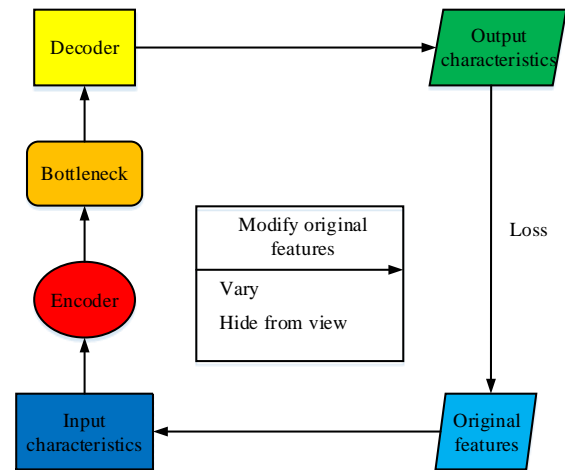 Decoder
Output
characteristics
Bottleneck
Modify original
features
Loss
Vary
Encoder
Hide from view
Input
characteristics
Original
features